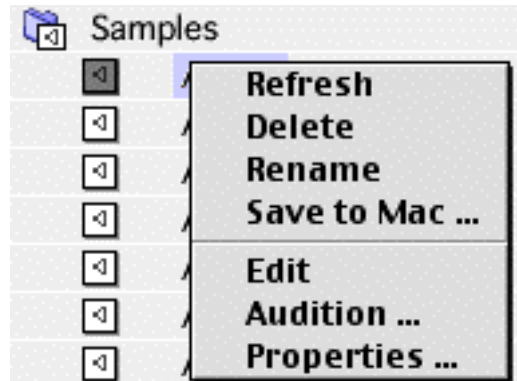 Samples
Refresh
Delete
Rename
Save to Mac ...
Edit
Audition ...
Properties ...